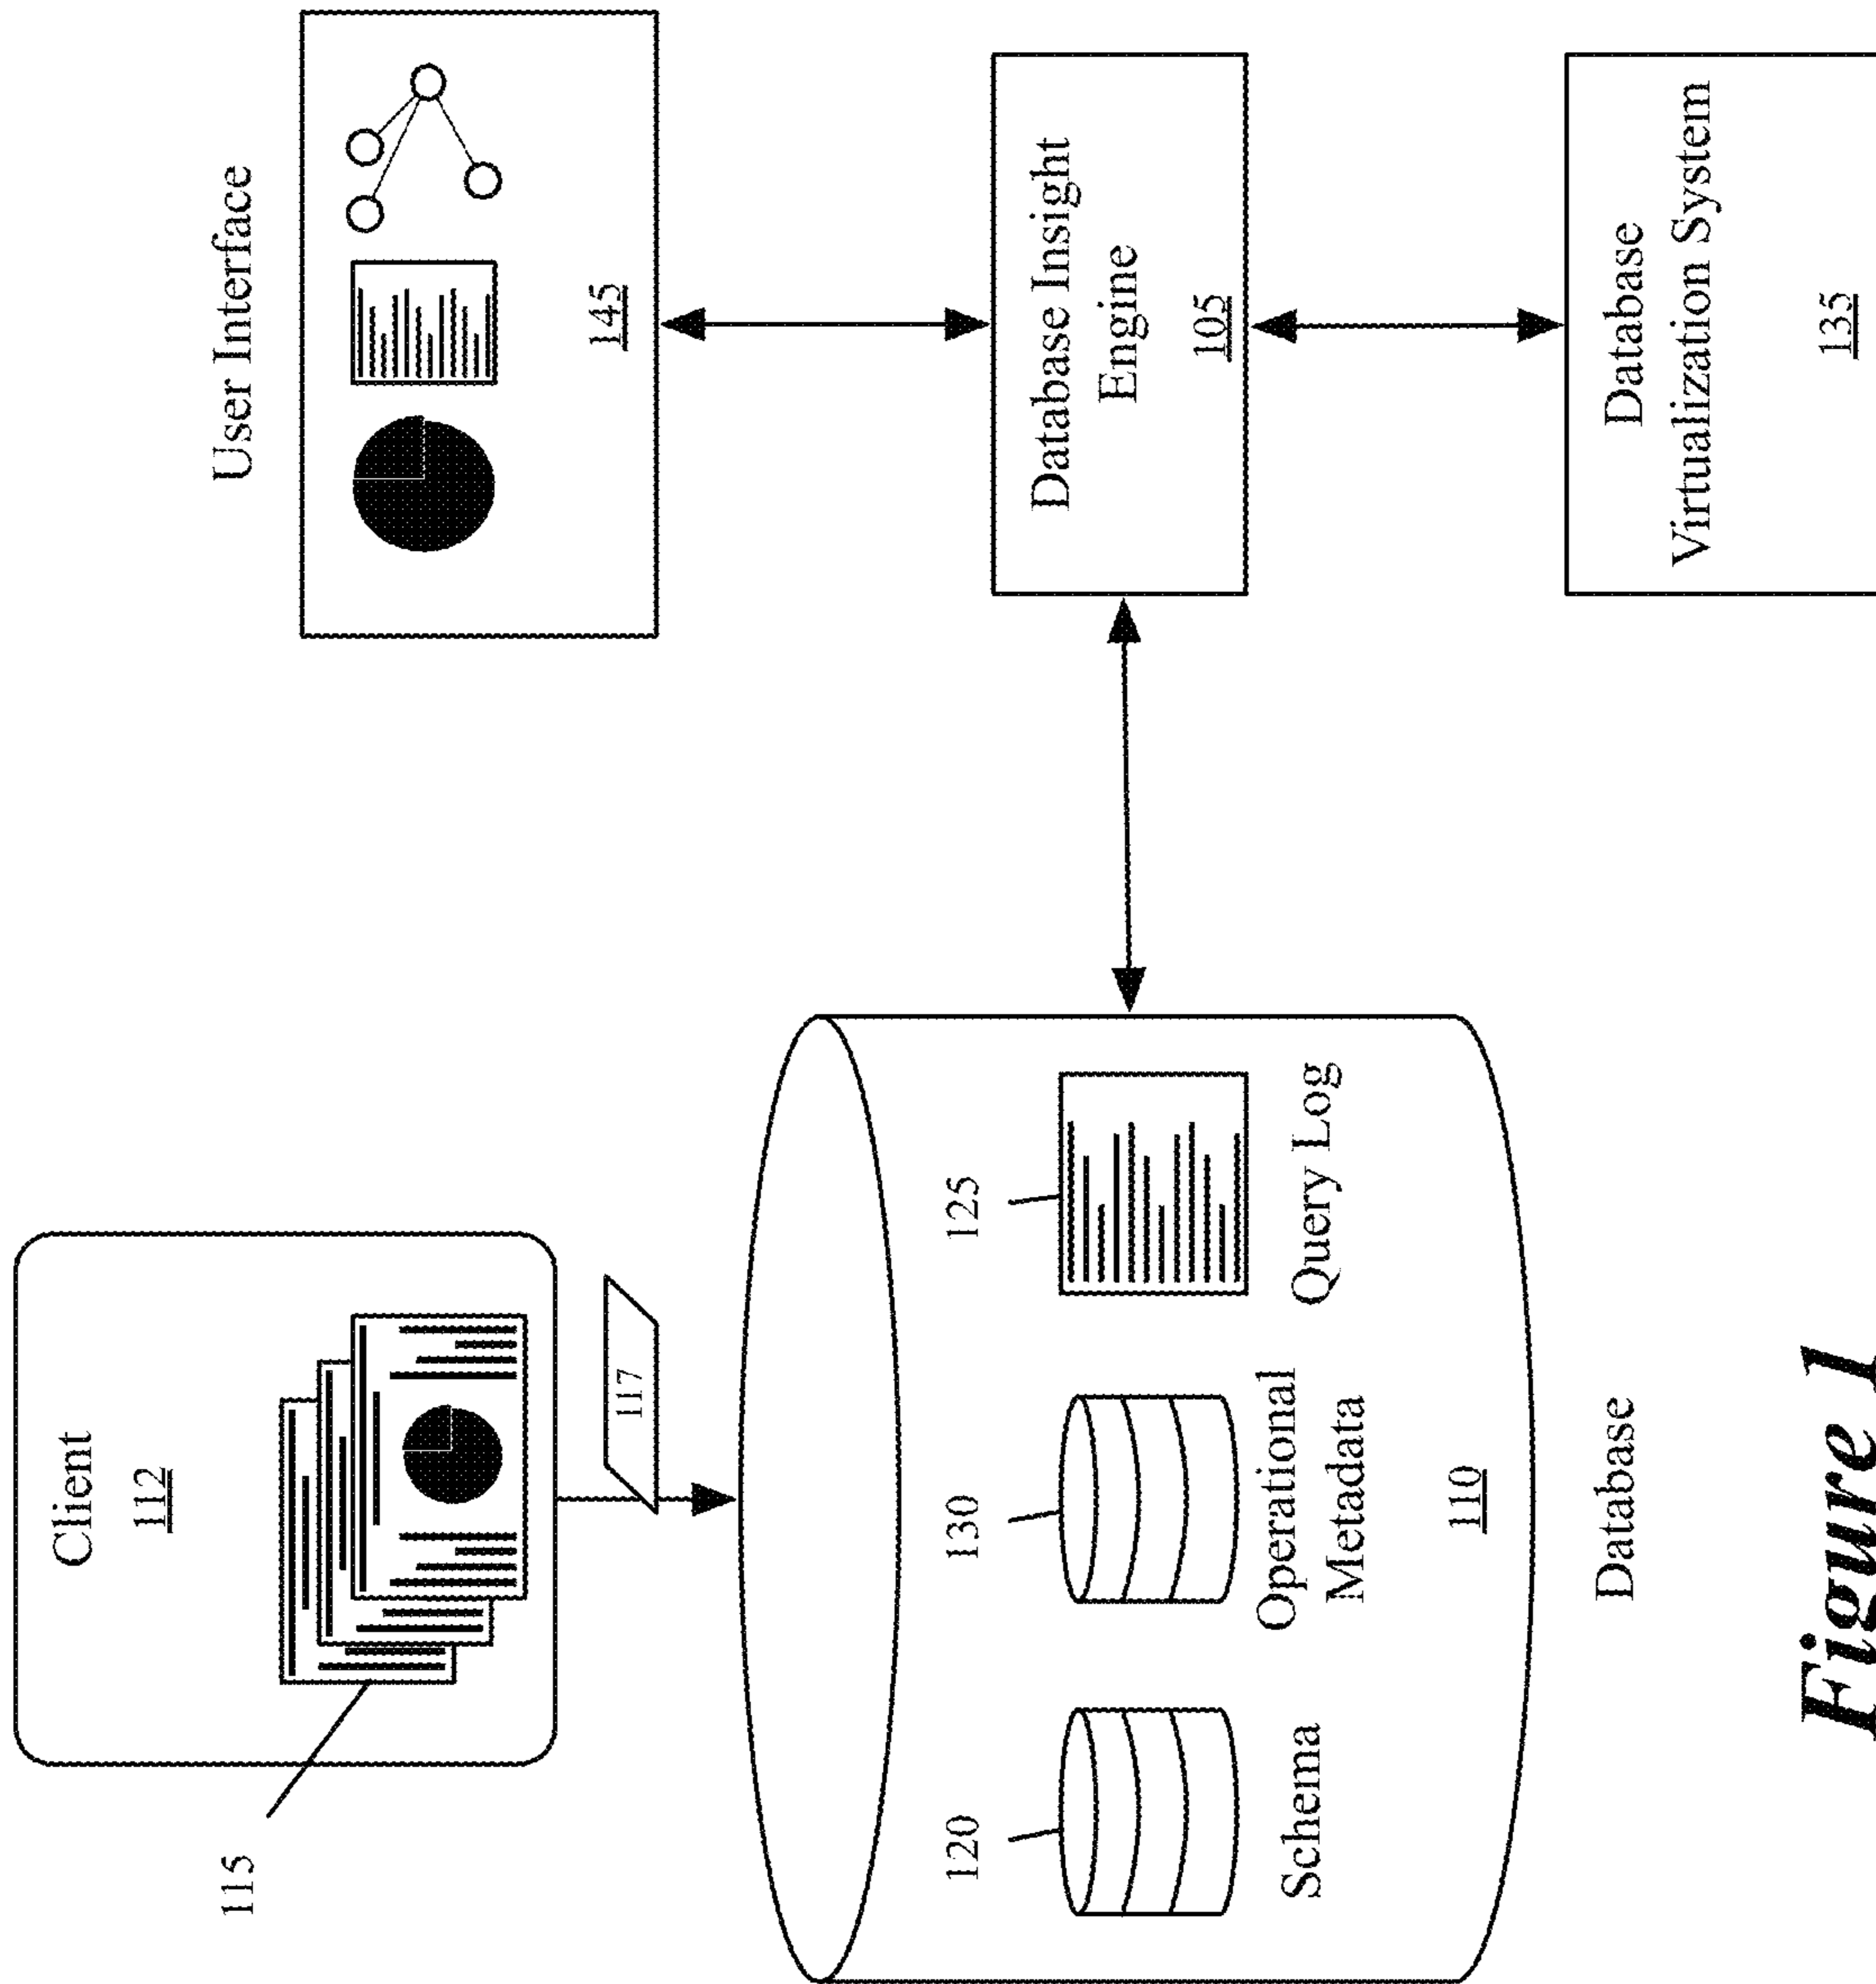 Client
112
115
117
120
130
125
Schema
Operational
Metadata
Query Log
110
Database
User Interface
145
Database Insight
Engine
105
Database
Virtualization System
135
Figure 1